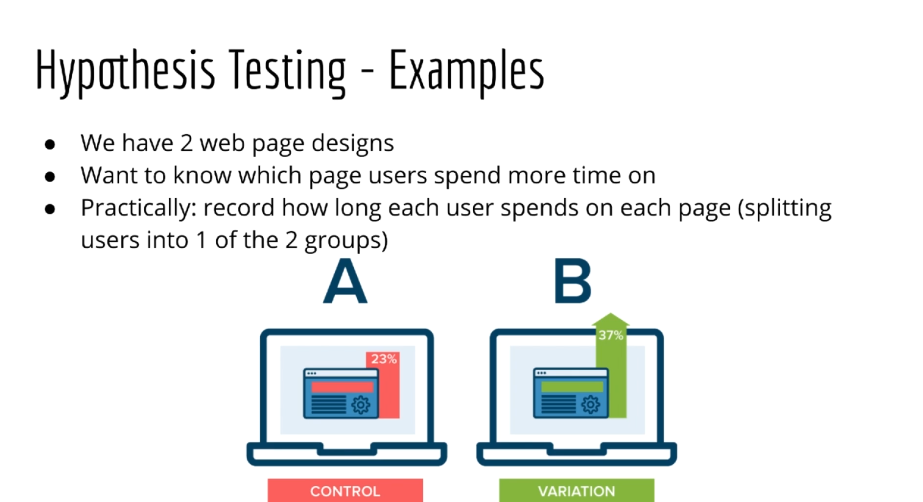 Hypothesis Testing - Examples
● We have 2 web page designs
● Want to know which page users spend more time on
● Practically: record how long each user spends on each page (splitting
users into 1 of the 2 groups)
A B
23% 37%
CONTROL VARIATION